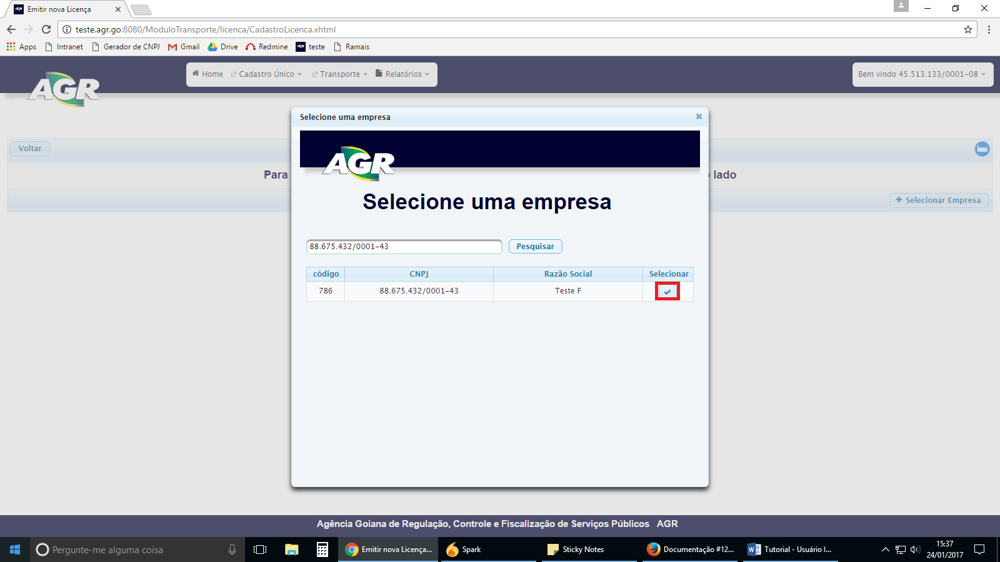 Emitir nova Licença
teste.agr.go:8080/ModuloTransporte/licenca/CadastroLicenca.xhtml
Apps Intranet Gerador de CNPJ Gmail Drive Redmine teste Ramais
AGR Home Cadastro Único Transporte Relatórios Bem vindo 45.513.133/0001-08
Selecione uma empresa
Voltar
AGR
Para lado
Selecione uma empresa
+ Selecionar Empresa
88.675.432/0001-43 Pesquisar
código CNPJ Razão Social Selecionar
786 88.675.432/0001-43 Teste F
Agência Goiana de Regulação, Controle e Fiscalização de Serviços Públicos AGR
Pergunte-me alguma coisa Emitir nova Licença... Spark Sticky Notes Documentação #12... Tutorial - Usuário I... 15:37
24/01/2017